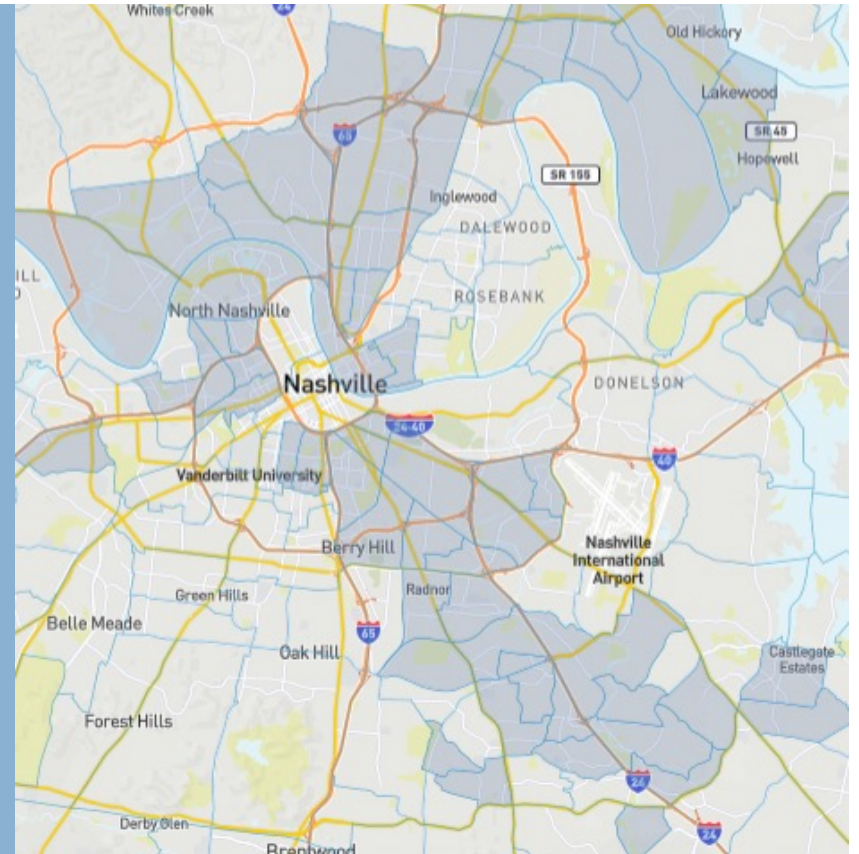 Whites Creek
24
Old Hickory
Lakewood
SR 45
65
Hopewell
SR 155
Inglewood
DALEWOOD
ROSEBANK
North Nashville
Nashville
DONELSON
24-40
40
Vanderbilt University
Nashville
International
Airport
Berry Hill
Radnor
Green Hills
Belle Meade
65
Oak Hill
Castlegate
Estates
Forest Hills
24
Derby Glen
24
Brentwood